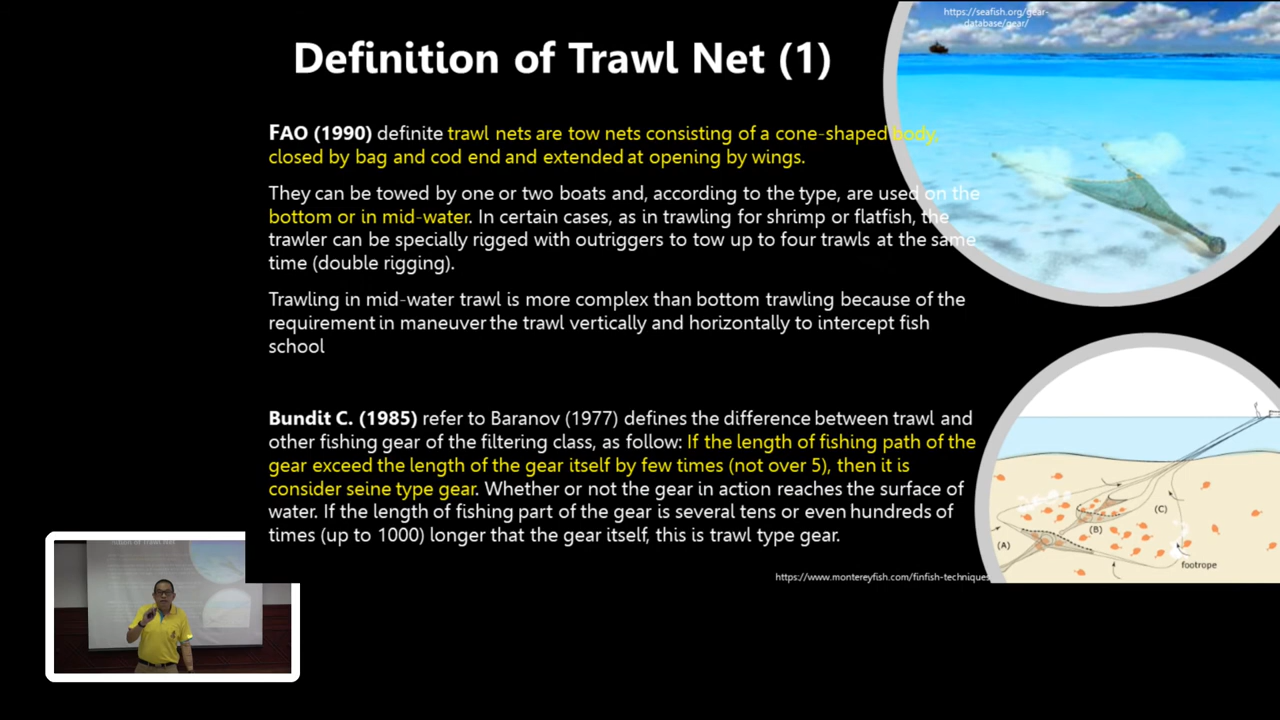 https://seafish.org/gear-
database/gear/
Definition of Trawl Net (1)
FAO (1990) definite trawl nets are tow nets consisting of a cone-shaped body,
closed by bag and cod end and extended at opening by wings.
They can be towed by one or two boats and, according to the type, are used on the
bottom or in mid-water. In certain cases, as in trawling for shrimp or flatfish, the
trawler can be specially rigged with outriggers to tow up to four trawls at the same
time (double rigging).
Trawling in mid-water trawl is more complex than bottom trawling because of the
requirement in maneuver the trawl vertically and horizontally to intercept fish
school
Bundit C. (1985) refer to Baranov (1977) defines the difference between trawl and
other fishing gear of the filtering class, as follow: If the length of fishing path of the
gear exceed the length of the gear itself by few times (not over 5), then it is
consider seine type gear. Whether or not the gear in action reaches the surface of
water. If the length of fishing part of the gear is several tens or even hundreds of
times (up to 1000) longer that the gear itself, this is trawl type gear.
(A)
(B)
(C)
footrope
https://www.montereyfish.com/finfish-techniques